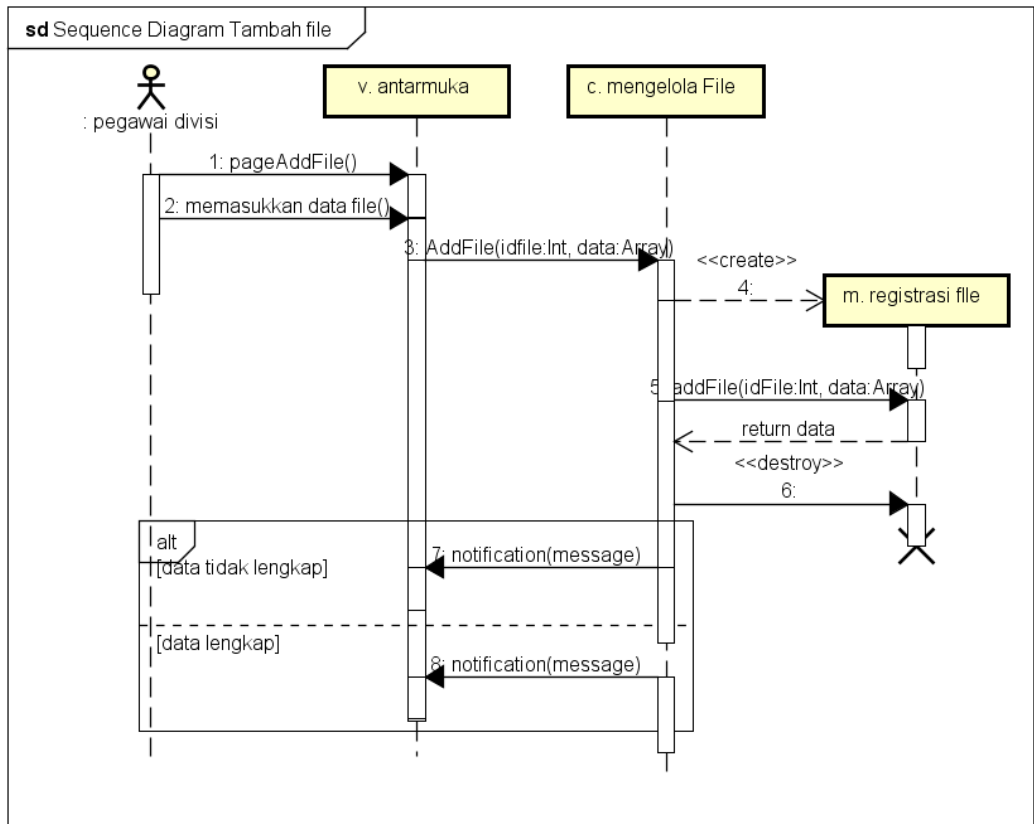 sd Sequence Diagram Tambah file
: pegawai divisi
v. antarmuka
c. mengelola File
1: pageAddFile()
2: memasukkan data file()
3: AddFile(idfile:Int, data:Array)
<<create>>
4:
m. registrasi file
5: addFile(idFile:Int, data:Array)
return data
<<destroy>>
6:
alt
[data tidak lengkap]
7: notification(message)
[data lengkap]
8: notification(message)